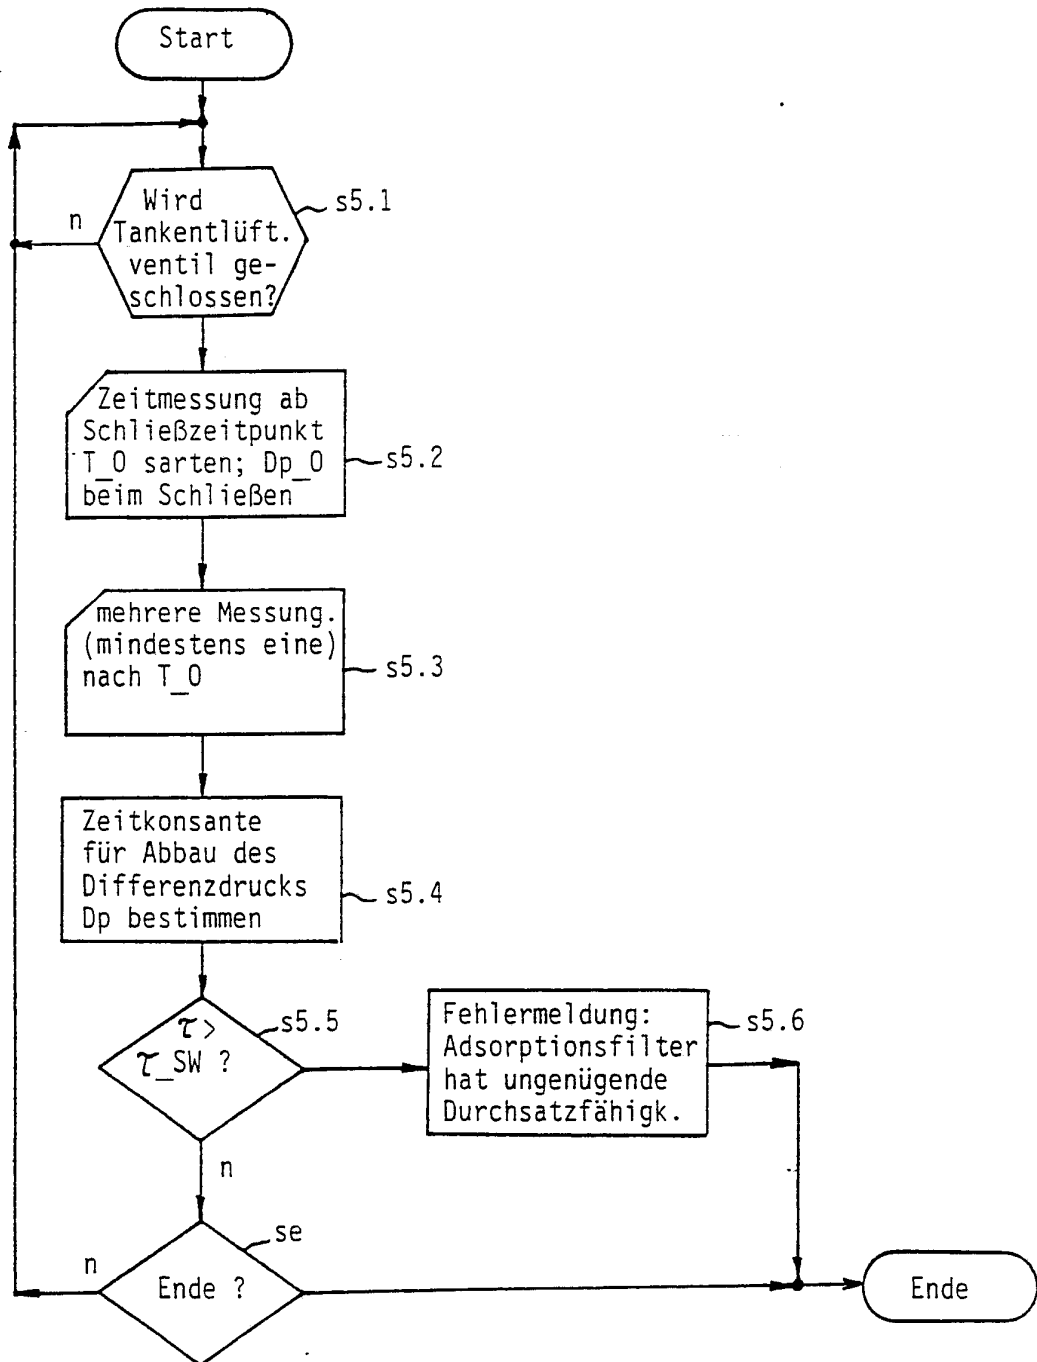 Start
Wird
Tankentlüft.
ventil ge-
schlossen?
s5.1
n
Zeitmessung ab
Schließzeitpunkt
T_0 sarten; Dp_0
beim Schließen
s5.2
mehrere Messung.
(mindestens eine)
nach T_0
s5.3
Zeitkonsante
für Abbau des
Differenzdrucks
Dp bestimmen
s5.4
τ >
τ_SW ?
s5.5
Fehlermeldung:
Adsorptionsfilter
hat ungenügende
Durchsatzfähigk.
s5.6
n
Ende ?
se
n
Ende